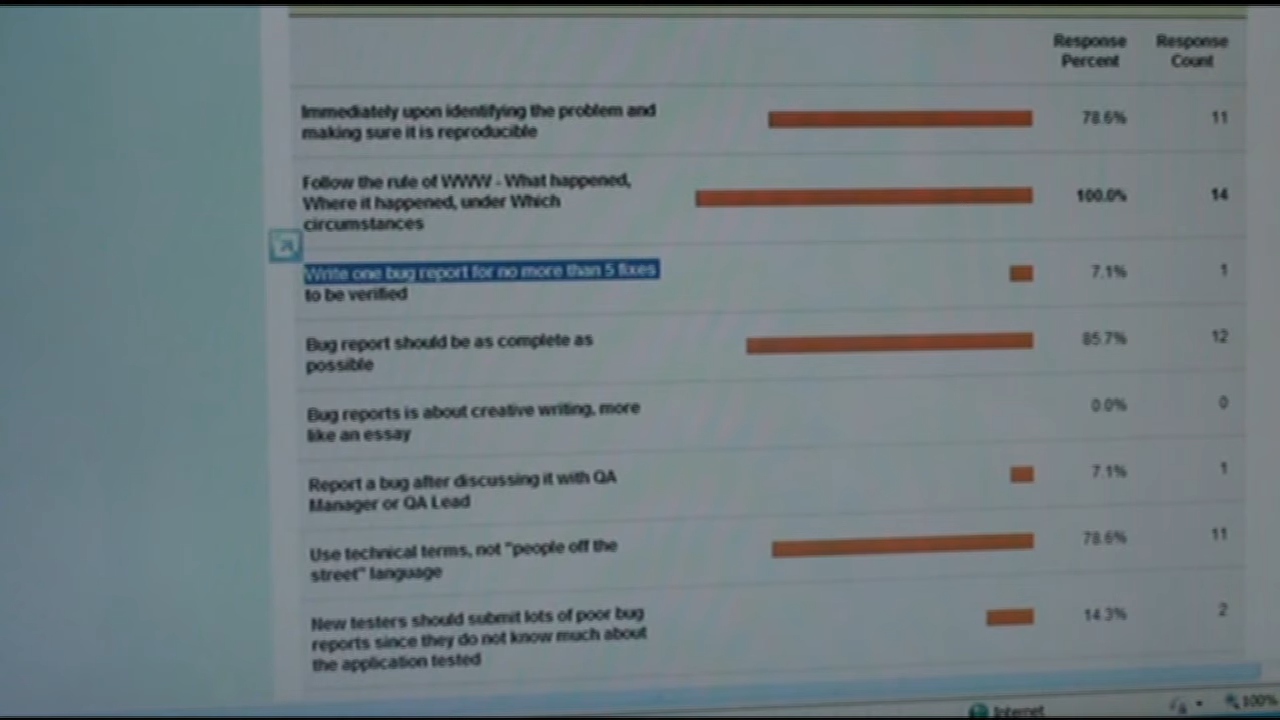 Response Percent
Response Count
Immediately upon identifying the problem and
making sure it is reproducible
78.6% 11
Follow the rule of WWW - What happened,
Where it happened, under Which
circumstances
100.0% 14
Write one bug report for no more than 5 fixes
to be verified
7.1% 1
Bug report should be as complete as
possible
85.7% 12
Bug reports is about creative writing, more
like an essay
0.0% 0
Report a bug after discussing it with QA
Manager or QA Lead
7.1% 1
Use technical terms, not "people off the
street" language
78.6% 11
New testers should submit lots of poor bug
reports since they do not know much about
the application tested
14.3% 2
Internet
100%